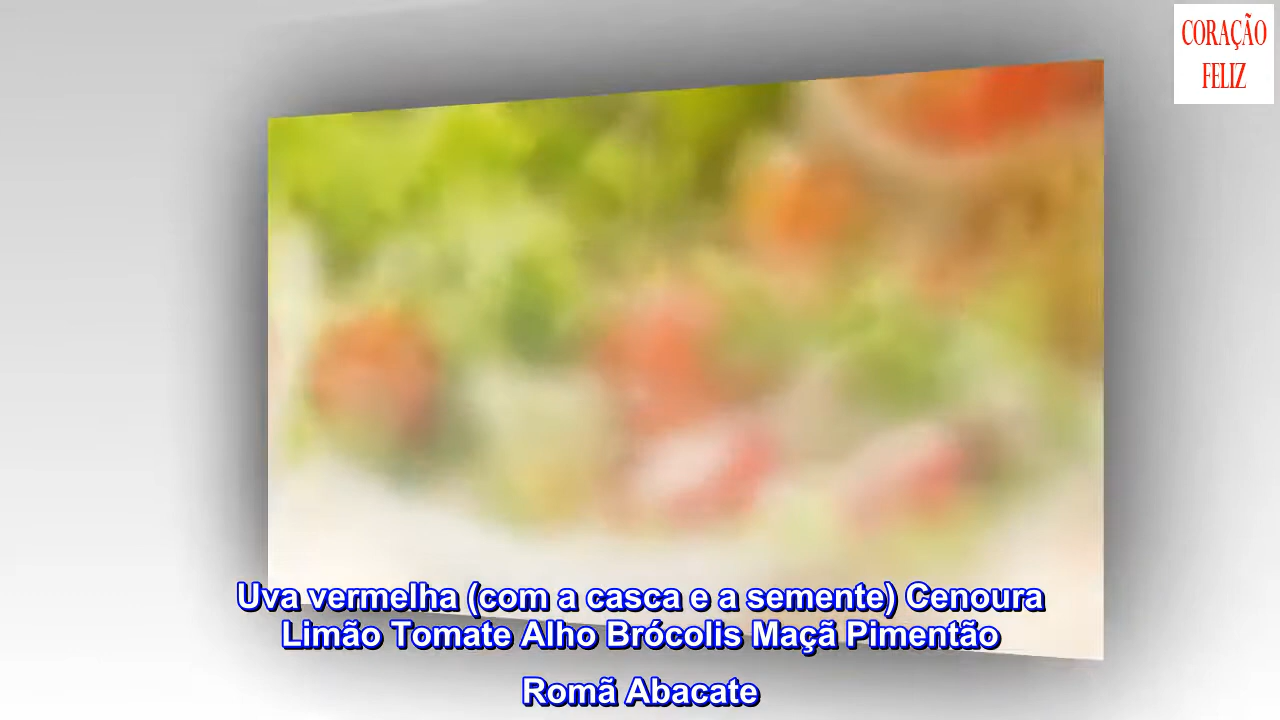 CORAÇÃO
FELIZ
Uva vermelha (com a casca e a semente) Cenoura
Limão Tomate Alho Brócolis Maçã Pimentão
Romã Abacate